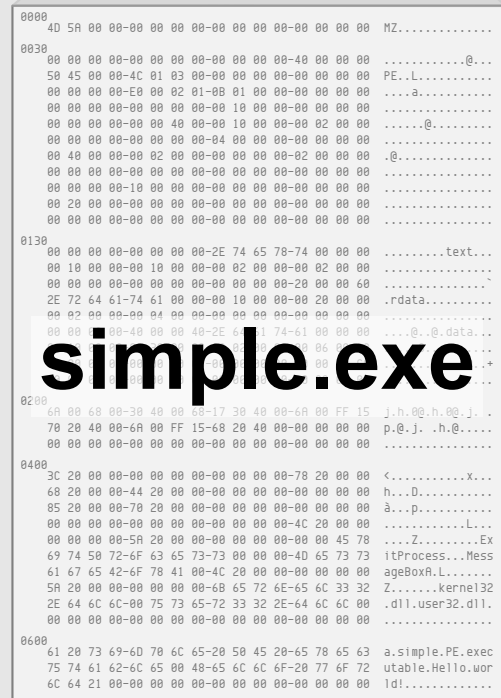 0000
4D 5A 00 00-00 00 00 00-00 00 00 00-00 00 00 00 MZ..............
0030
00 00 00 00-00 00 00 00-00 00 00 00-40 00 00 00 ............@...
50 45 00 00-4C 01 03 00-00 00 00 00-00 00 00 00 PE..L...........
00 00 00 00-E0 00 02 01-0B 01 00 00-00 00 00 00 ....a...........
00 00 00 00-00 00 00 00-00 10 00 00-00 00 00 00 ................
00 00 00 00-00 00 40 00-00 10 00 00-00 02 00 00 ......@.........
00 00 00 00-00 00 00 00-04 00 00 00-00 00 00 00 ................
00 40 00 00-00 02 00 00-00 00 00 00-02 00 00 00 .@..............
00 00 00 00-00 00 00 00-00 00 00 00-00 00 00 00 ................
00 00 00 00-10 00 00 00-00 00 00 00-00 00 00 00 ................
00 20 00 00-00 00 00 00-00 00 00 00-00 00 00 00 ................
00 00 00 00-00 00 00 00-00 00 00 00-00 00 00 00 ................
0130
00 00 00 00-00 00 00 00-2E 74 65 78-74 00 00 00 .........text...
00 10 00 00-00 10 00 00-00 02 00 00-00 02 00 00 ................
00 00 00 00-00 00 00 00-00 00 00 00-20 00 00 60 ...............`
2E 72 64 61-74 61 00 00-00 10 00 00-00 20 00 00 .rdata..........
simple.exe
0200
6A 00 68 00-30 40 00 68-17 30 40 00-6A 00 FF 15 j.h.0@.h.0@.j. .
70 20 40 00-6A 00 FF 15-68 20 40 00-00 00 00 00 p.@.j. .h.@.....
00 00 00 00-00 00 00 00-00 00 00 00-00 00 00 00 ................
0400
3C 20 00 00-00 00 00 00-00 00 00 00-78 20 00 00 <...........x...
68 20 00 00-44 20 00 00-00 00 00 00-00 00 00 00 h...D...........
85 20 00 00-70 20 00 00-00 00 00 00-00 00 00 00 à...p...........
00 00 00 00-00 00 00 00-00 00 00 00-4C 20 00 00 ............L...
00 00 00 00-5A 20 00 00-00 00 00 00-00 00 45 78 ....Z.........Ex
69 74 50 72-6F 63 65 73-73 00 00 00-4D 65 73 73 itProcess...Mess
61 67 65 42-6F 78 41 00-4C 20 00 00-00 00 00 00 ageBoxA.L.......
5A 20 00 00-00 00 00 00-6B 65 72 6E-65 6C 33 32 Z.......kernel32
2E 64 6C 6C-00 75 73 65-72 33 32 2E-64 6C 6C 00 .dll.user32.dll.
00 00 00 00-00 00 00 00-00 00 00 00-00 00 00 00 ................
0600
61 20 73 69-6D 70 6C 65-20 50 45 20-65 78 65 63 a.simple.PE.exec
75 74 61 62-6C 65 00 48-65 6C 6C 6F-20 77 6F 72 utable.Hello.wor
6C 64 21 00-00 00 00 00-00 00 00 00-00 00 00 00 ld!.............